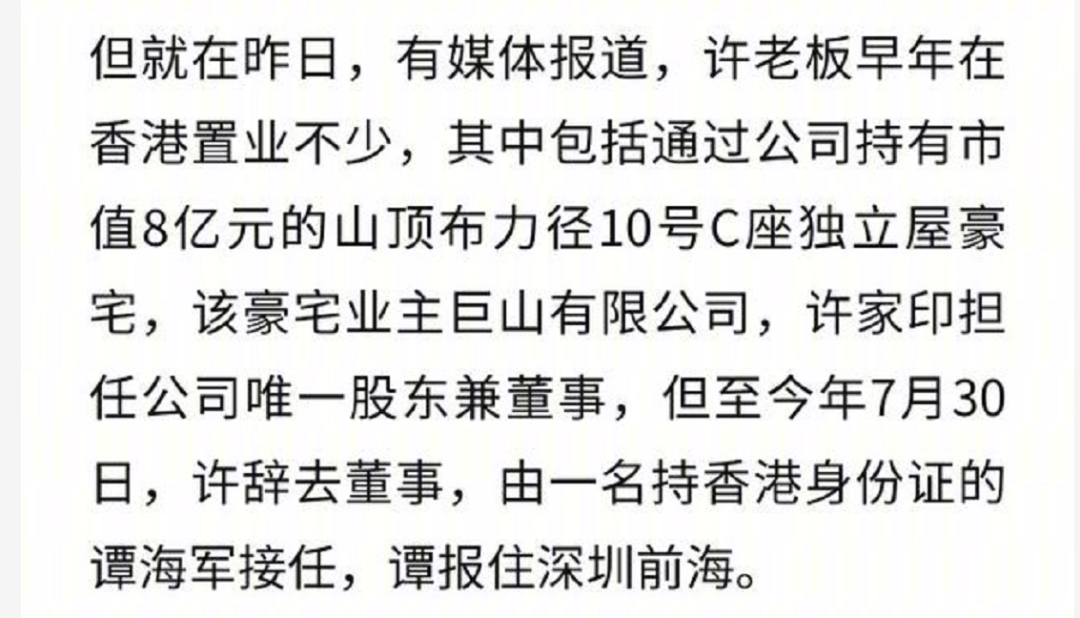 但就在昨日，有媒体报道，许老板早年在
香港置业不少，其中包括通过公司持有市
值8亿元的山顶布力径10号C座独立屋豪
宅，该豪宅业主巨山有限公司，许家印担
任公司唯一股东兼董事，但至今年7月30
日，许辞去董事，由一名持香港身份证的
谭海军接任，谭报住深圳前海。